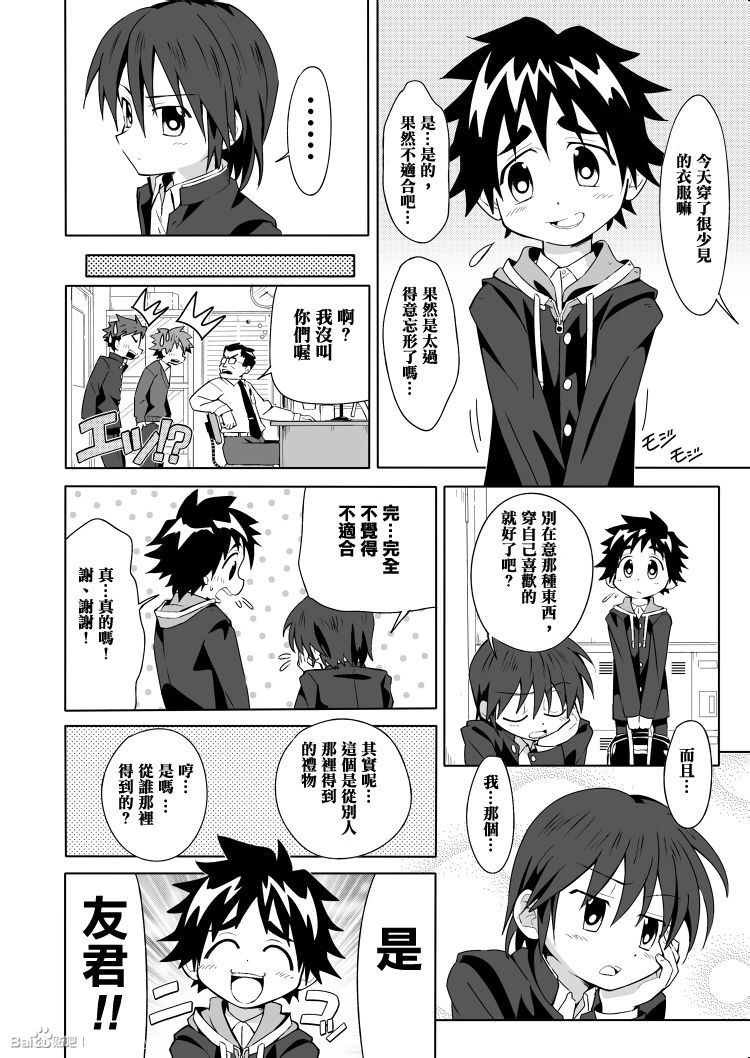 今天穿了很少見
的衣服嘛
是…是的，
果然不適合吧…
果然是太過
得意忘形了嗎…
モジ
モジ
……
啊？
我沒叫
你們喔
エッ!?
別在意那種東西，
穿自己喜歡的
就好了吧？
而且…
我…那個…
完…完全
不覺得
不適合
真…真的嗎！
謝、謝謝！
其實呢…
這個是從別人
那裡得到
的禮物
哼…
是嗎…
從誰那裡
得到的？
是
友君!!
ニコッ
Bai 贴吧